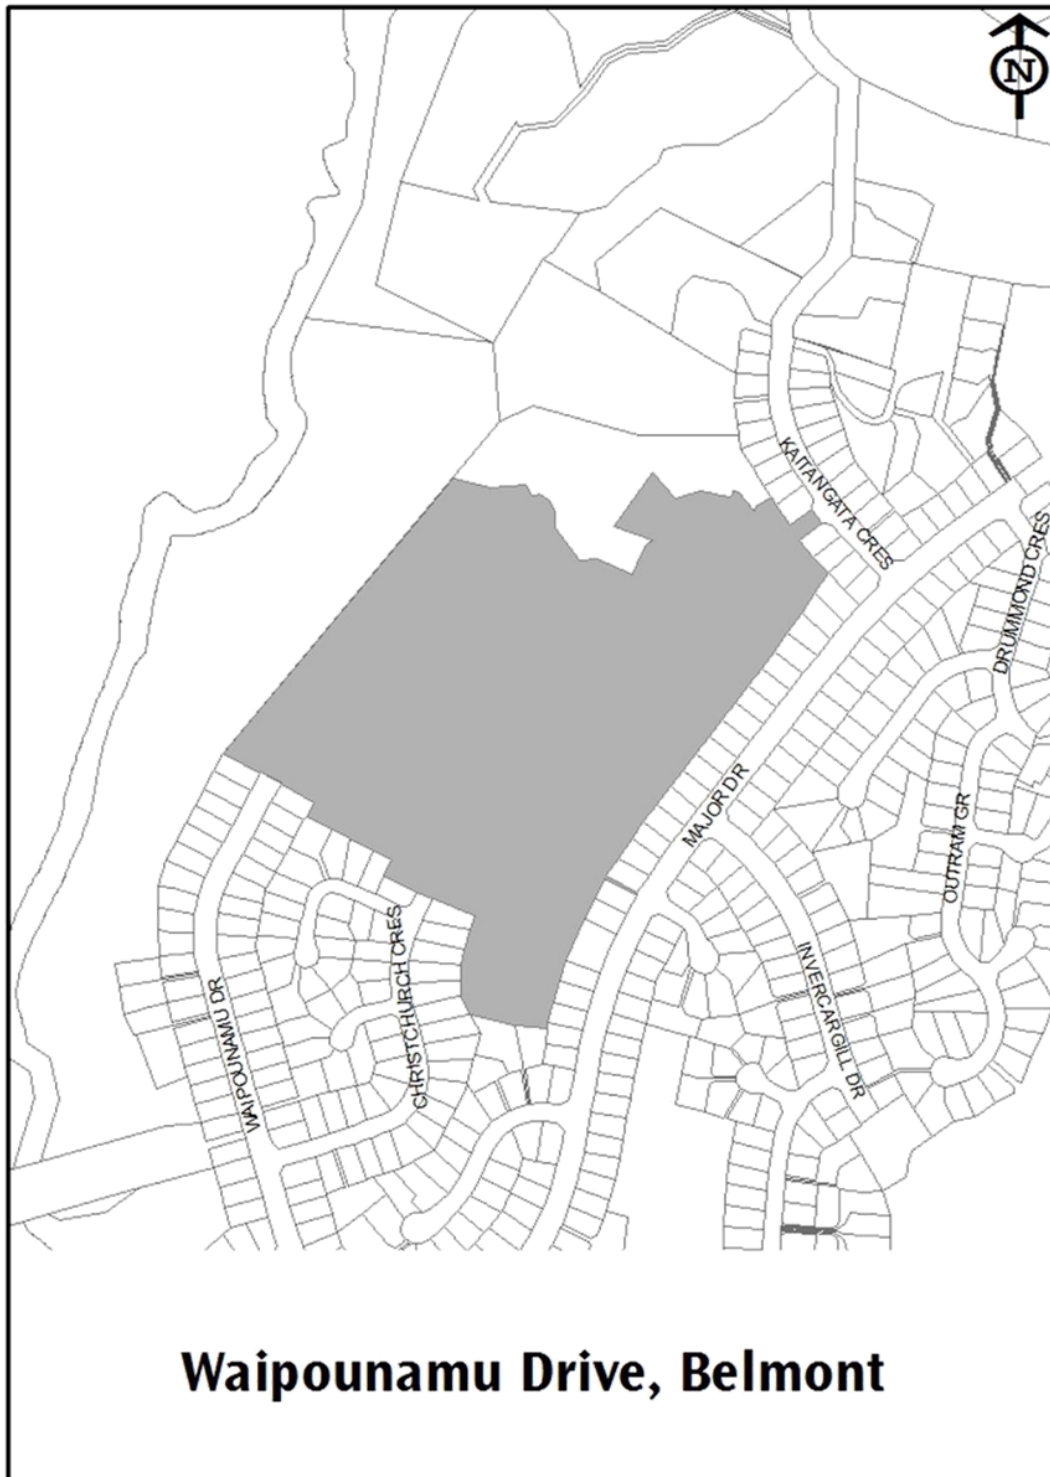 N
KAITANGATA CRES
DRUMMOND CRES
MAJOR DR
OUTRAM GR
CHRISTCHURCH CRES
INVERCARGILL DR
WAIPOUNAMU DR
Waipounamu Drive, Belmont